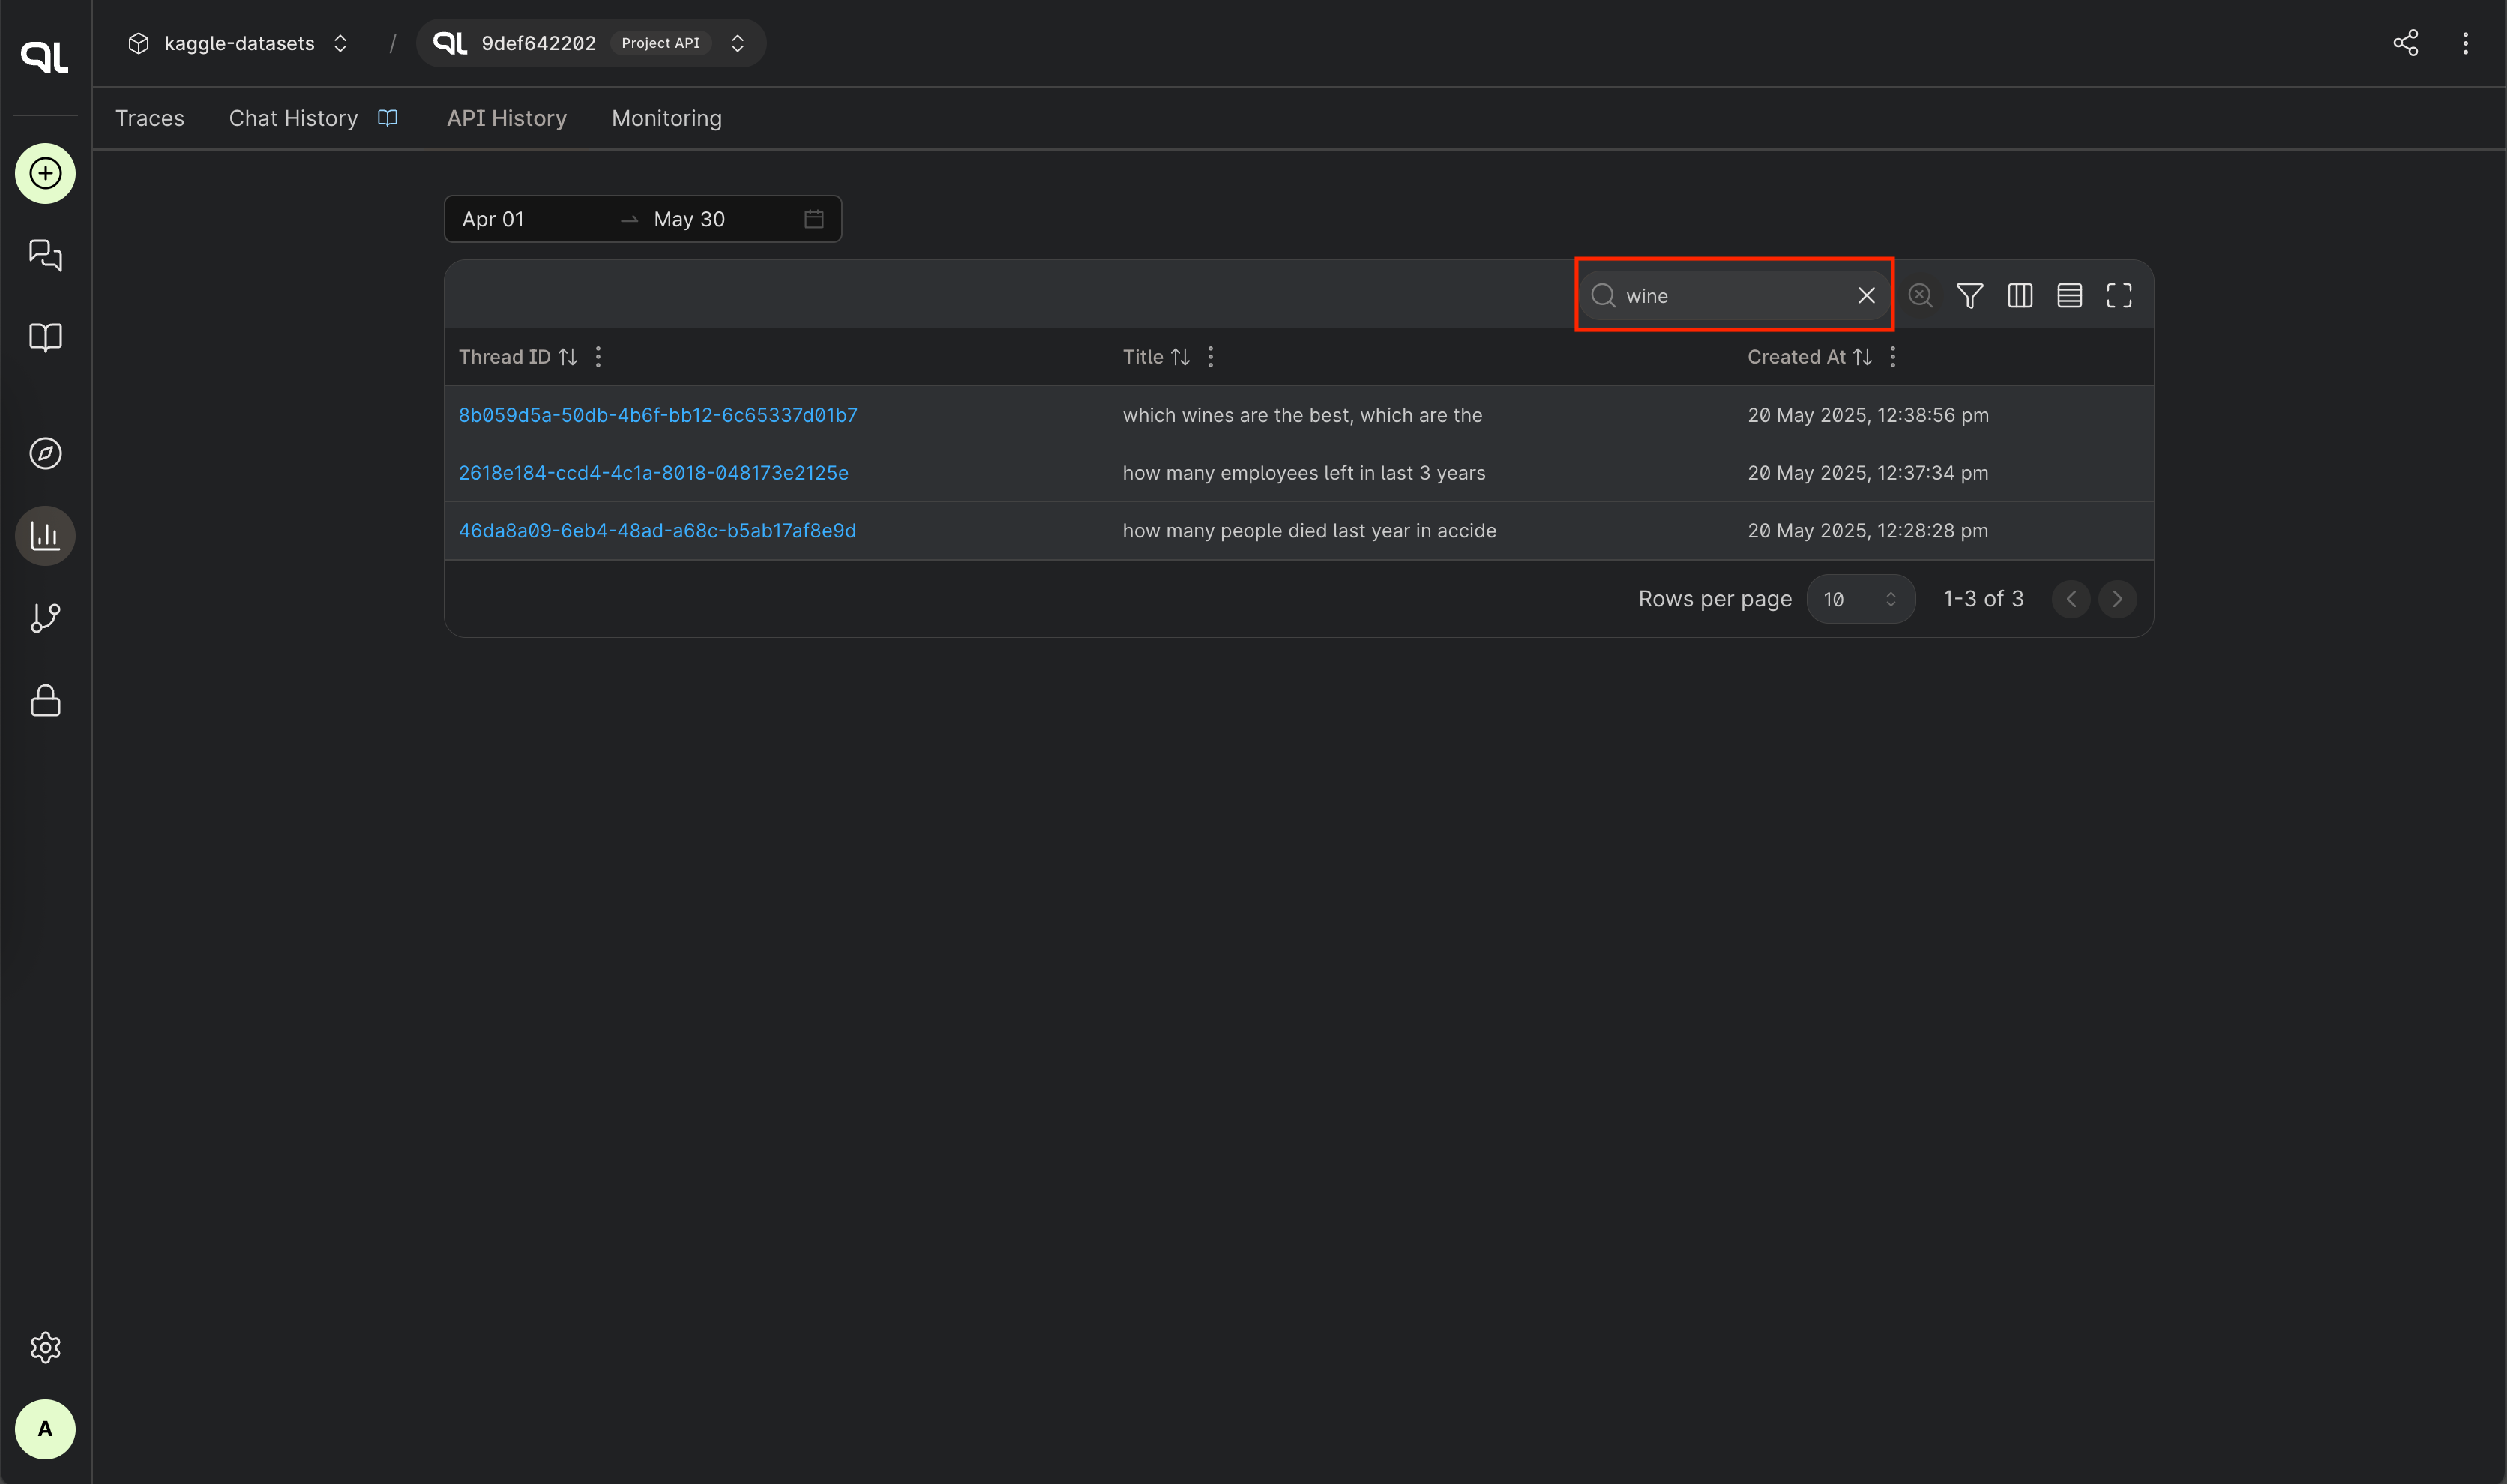 QL
kaggle-datasets / QL 9def642202 Project API
Traces Chat History API History Monitoring
Apr 01 → May 30
wine
Thread ID Title Created At
8b059d5a-50db-4b6f-bb12-6c65337d01b7 which wines are the best, which are the 20 May 2025, 12:38:56 pm
2618e184-ccd4-4c1a-8018-048173e2125e how many employees left in last 3 years 20 May 2025, 12:37:34 pm
46da8a09-6eb4-48ad-a68c-b5ab17af8e9d how many people died last year in accide 20 May 2025, 12:28:28 pm
Rows per page 10 1-3 of 3
A